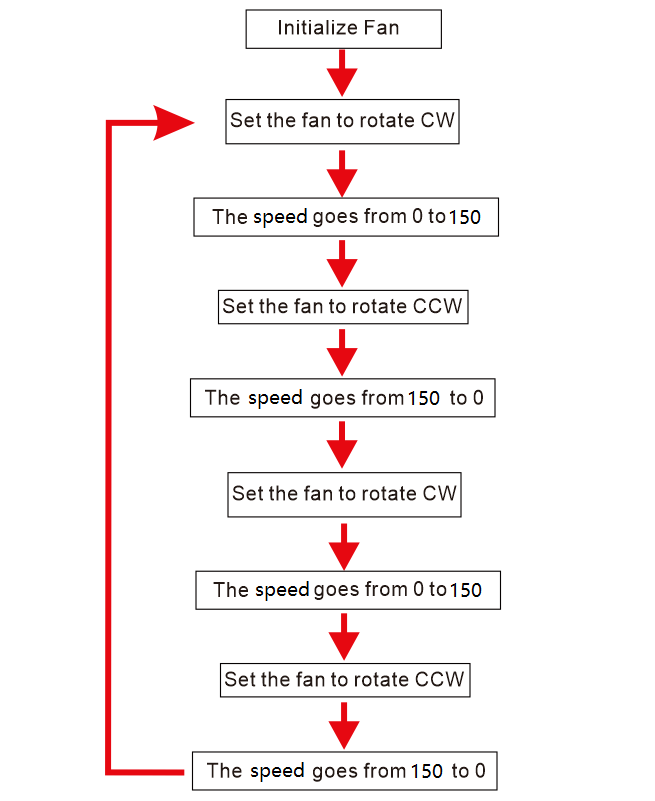 Initialize Fan
Set the fan to rotate CW
The speed goes from 0 to 150
Set the fan to rotate CCW
The speed goes from 150 to 0
Set the fan to rotate CW
The speed goes from 0 to 150
Set the fan to rotate CCW
The speed goes from 150 to 0